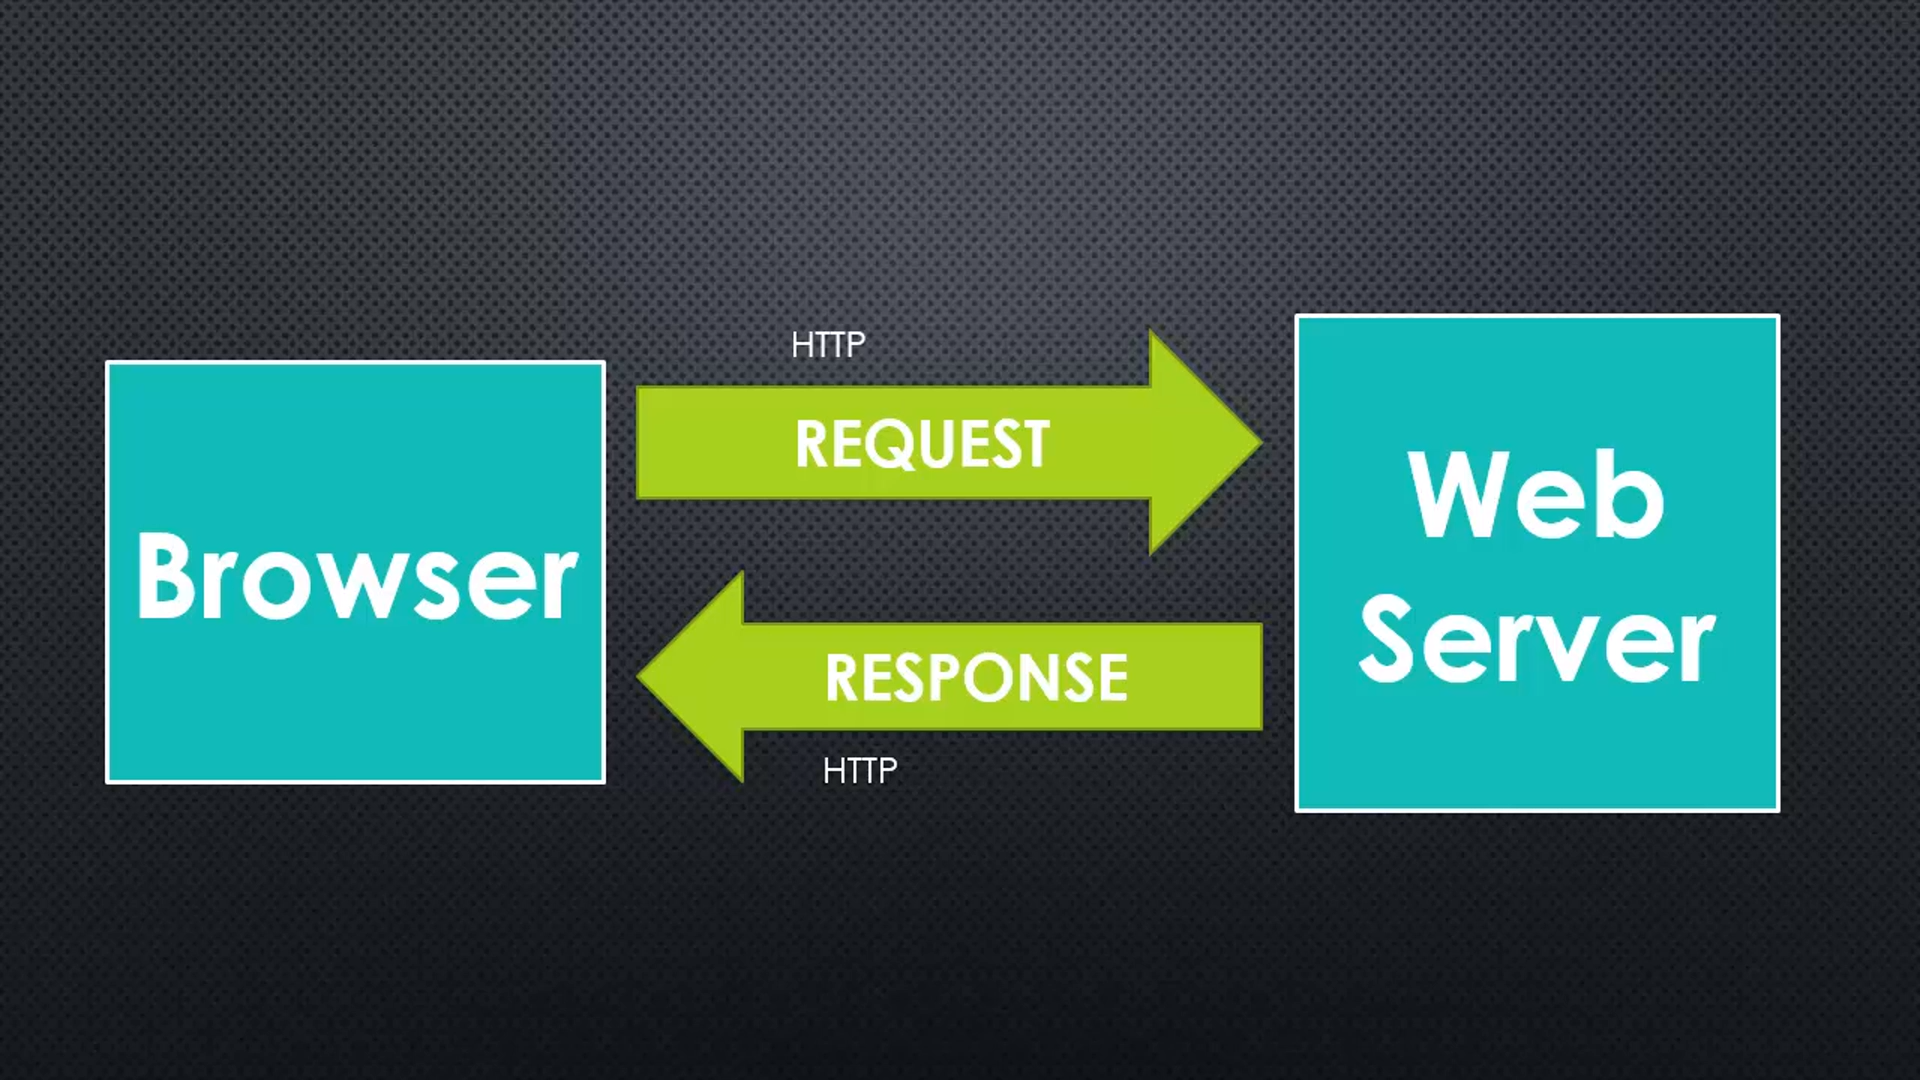 HTTP
REQUEST
Browser
Web
Server
RESPONSE
HTTP